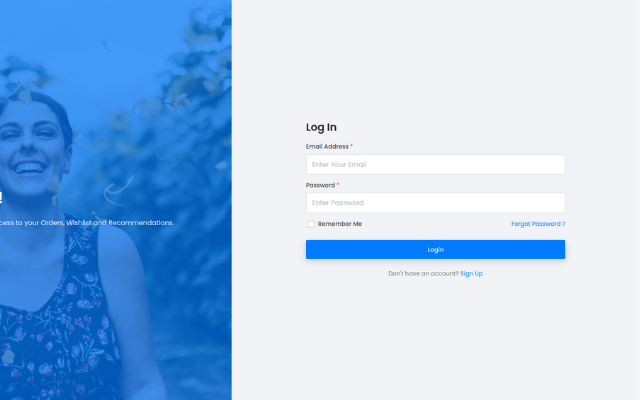 !
cess to your Orders, Wishlist and Recommendations.
Log In
Email Address *
Enter Your Email
Password *
Enter Password
Remember Me
Forgot Password ?
Login
Don't have an account? Sign Up